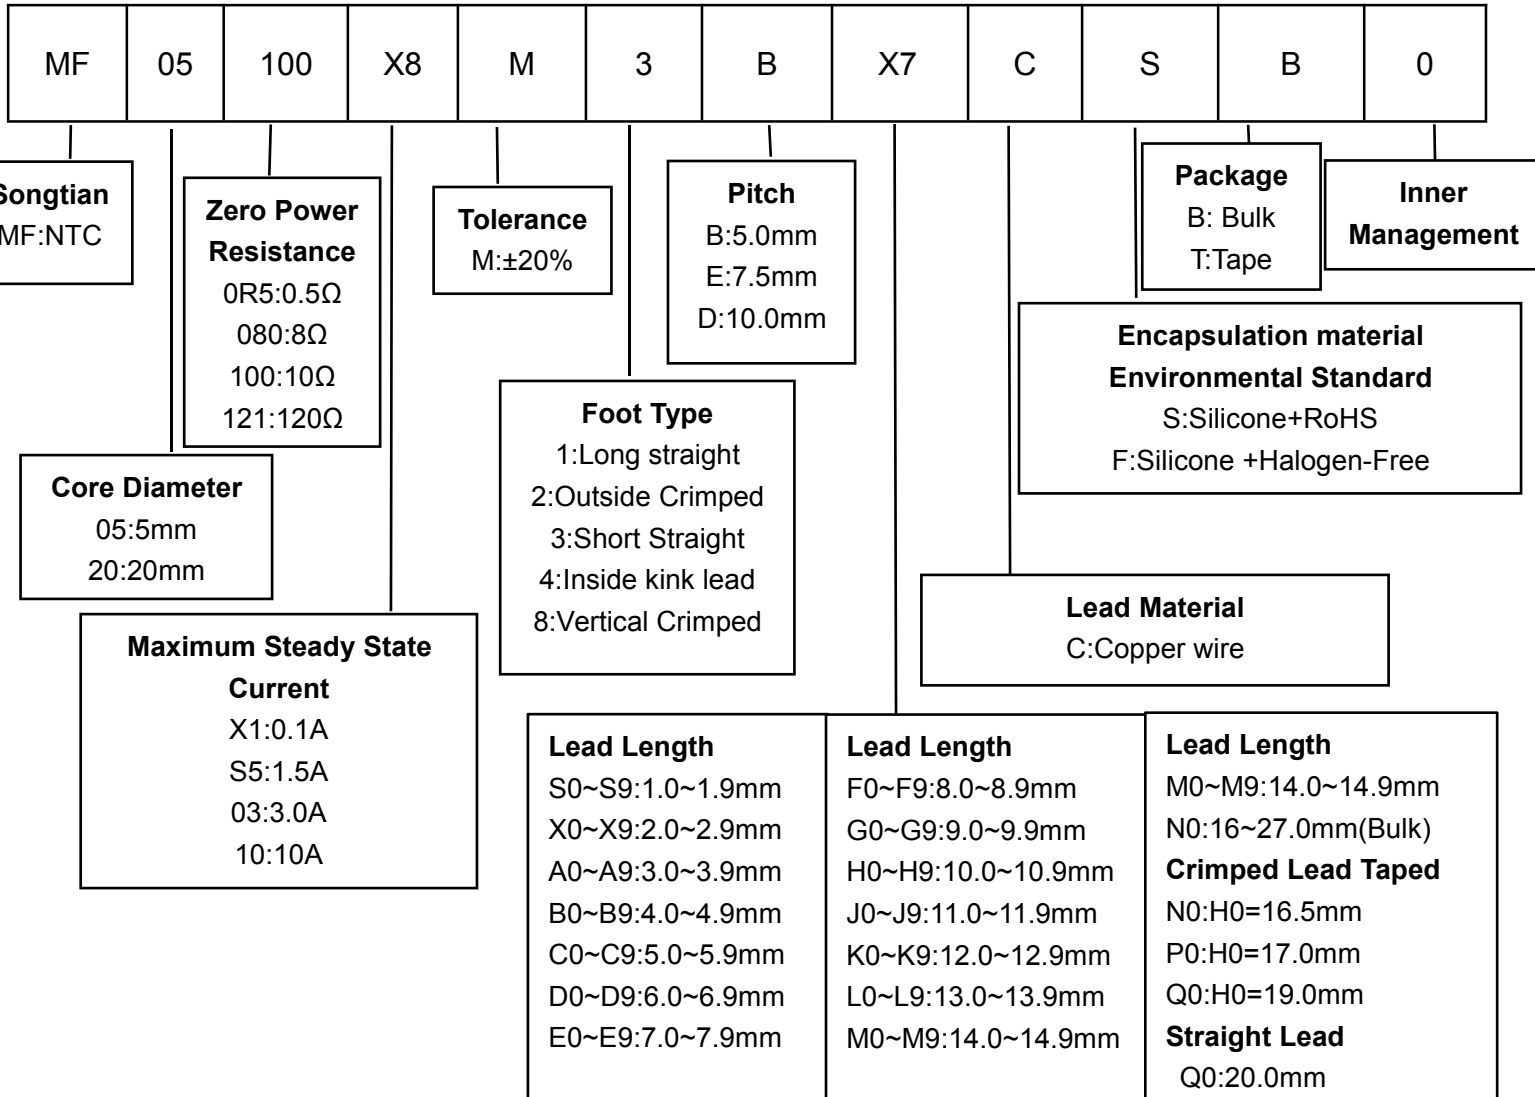 MF 05 100 X8 M 3 B X7 C S B 0
Songtian
MF:NTC
Core Diameter
05:5mm
20:20mm
Zero Power
Resistance
0R5:0.5Ω
080:8Ω
100:10Ω
121:120Ω
Maximum Steady State
Current
X1:0.1A
S5:1.5A
03:3.0A
10:10A
Tolerance
M:±20%
Foot Type
1:Long straight
2:Outside Crimped
3:Short Straight
4:Inside kink lead
8:Vertical Crimped
Pitch
B:5.0mm
E:7.5mm
D:10.0mm
Lead Length
S0~S9:1.0~1.9mm
X0~X9:2.0~2.9mm
A0~A9:3.0~3.9mm
B0~B9:4.0~4.9mm
C0~C9:5.0~5.9mm
D0~D9:6.0~6.9mm
E0~E9:7.0~7.9mm
Lead Length
F0~F9:8.0~8.9mm
G0~G9:9.0~9.9mm
H0~H9:10.0~10.9mm
J0~J9:11.0~11.9mm
K0~K9:12.0~12.9mm
L0~L9:13.0~13.9mm
M0~M9:14.0~14.9mm
Lead Length
M0~M9:14.0~14.9mm
N0:16~27.0mm(Bulk)
Crimped Lead Taped
N0:H0=16.5mm
P0:H0=17.0mm
Q0:H0=19.0mm
Straight Lead
Q0:20.0mm
Lead Material
C:Copper wire
Encapsulation material
Environmental Standard
S:Silicone+RoHS
F:Silicone +Halogen-Free
Package
B: Bulk
T:Tape
Inner
Management